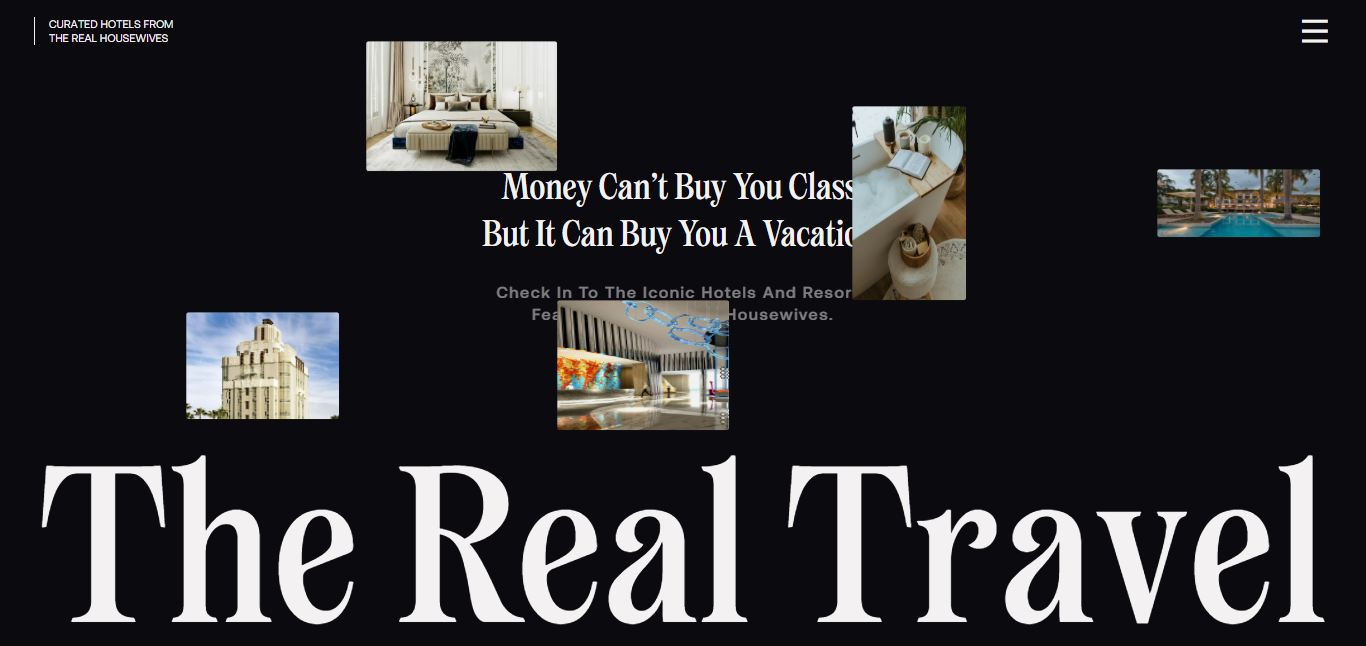 CURATED HOTELS FROM
THE REAL HOUSEWIVES
Money Can’t Buy You Class
But It Can Buy You A Vacatio
Check In To The Iconic Hotels And Resor
Housewives.
The Real Travel